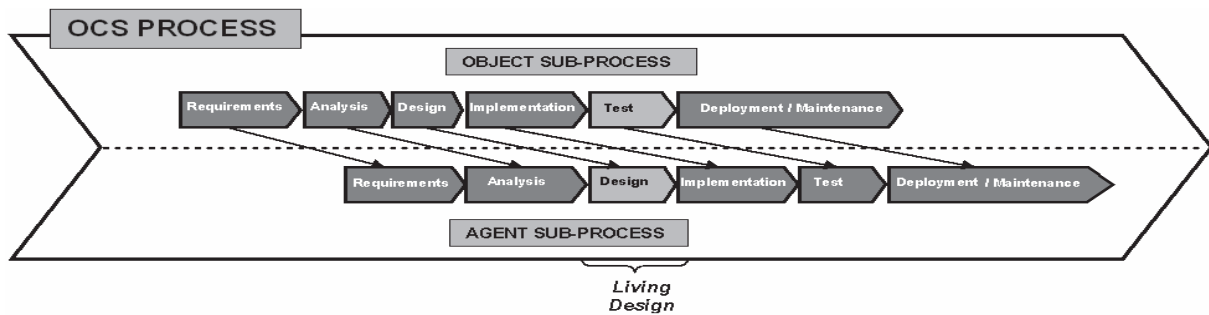 OCS PROCESS
OBJECT SUB-PROCESS
Requirements Analysis Design Implementation Test Deployment / Maintenance
Requirements Analysis Design Implementation Test Deployment / Maintenance
AGENT SUB-PROCESS
Living
Design